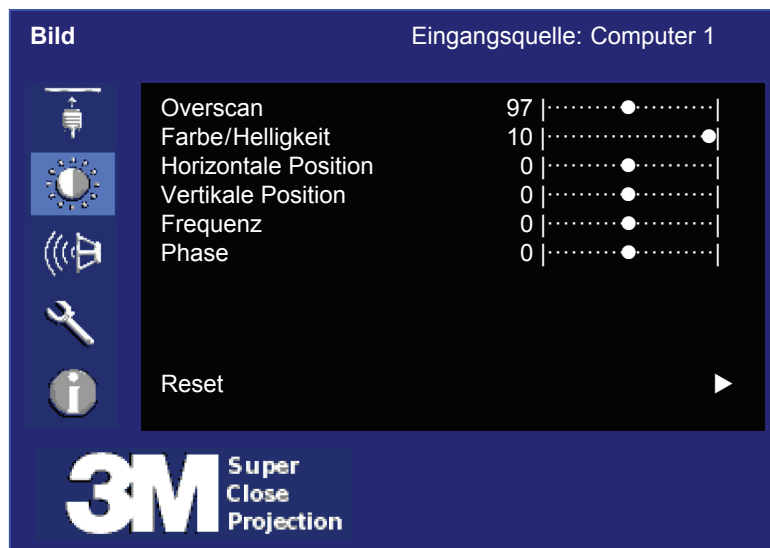 Bild Eingangsquelle: Computer 1
Overscan 97
Farbe/Helligkeit 10
Horizontale Position 0
Vertikale Position 0
Frequenz 0
Phase 0
Reset
3M Super
Close
Projection